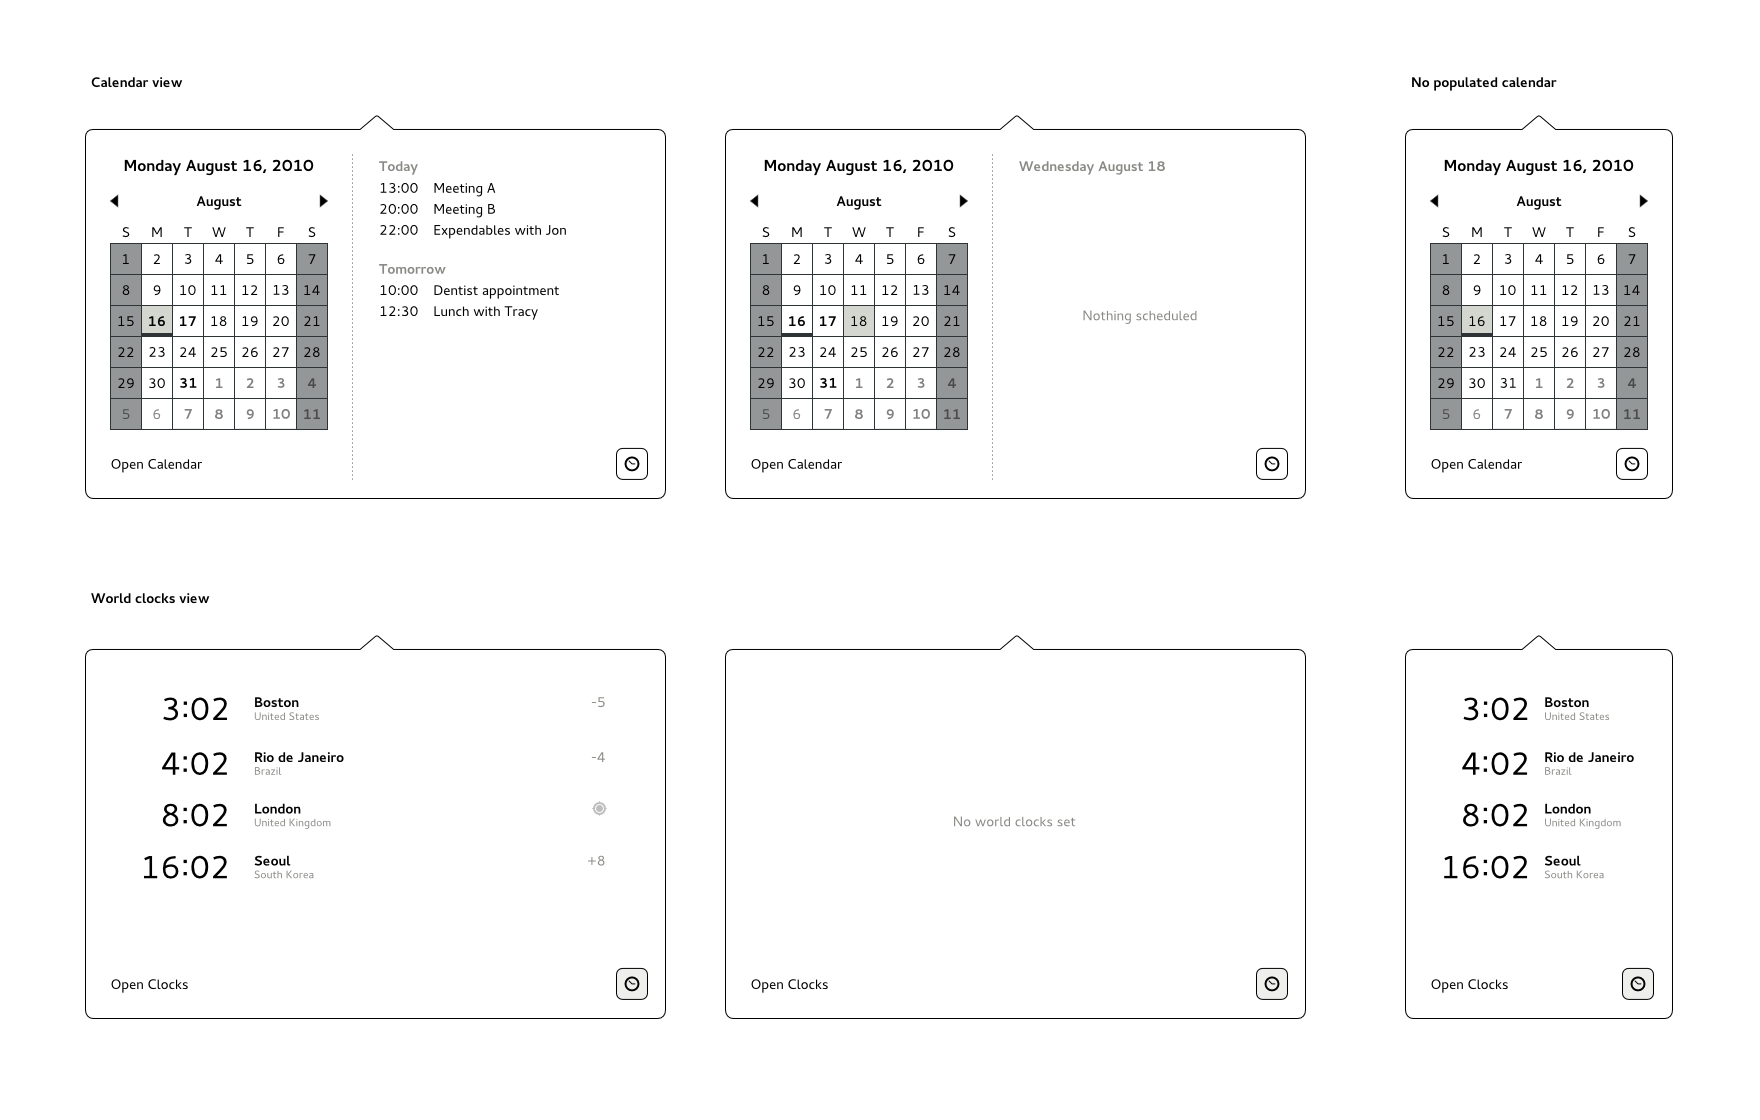 Calendar view
Monday August 16, 2010
August
S M T W T F S
1 2 3 4 5 6 7
8 9 10 11 12 13 14
15 16 17 18 19 20 21
22 23 24 25 26 27 28
29 30 31 1 2 3 4
5 6 7 8 9 10 11
Open Calendar
Today
13:00 Meeting A
20:00 Meeting B
22:00 Expendables with Jon
Tomorrow
10:00 Dentist appointment
12:30 Lunch with Tracy
Monday August 16, 2010
August
S M T W T F S
1 2 3 4 5 6 7
8 9 10 11 12 13 14
15 16 17 18 19 20 21
22 23 24 25 26 27 28
29 30 31 1 2 3 4
5 6 7 8 9 10 11
Open Calendar
Wednesday August 18
Nothing scheduled
No populated calendar
Monday August 16, 2010
August
S M T W T F S
1 2 3 4 5 6 7
8 9 10 11 12 13 14
15 16 17 18 19 20 21
22 23 24 25 26 27 28
29 30 31 1 2 3 4
5 6 7 8 9 10 11
Open Calendar
World clocks view
3:02 Boston -5
United States
4:02 Rio de Janeiro -4
Brazil
8:02 London
United Kingdom
16:02 Seoul +8
South Korea
Open Clocks
No world clocks set
Open Clocks
3:02 Boston
United States
4:02 Rio de Janeiro
Brazil
8:02 London
United Kingdom
16:02 Seoul
South Korea
Open Clocks